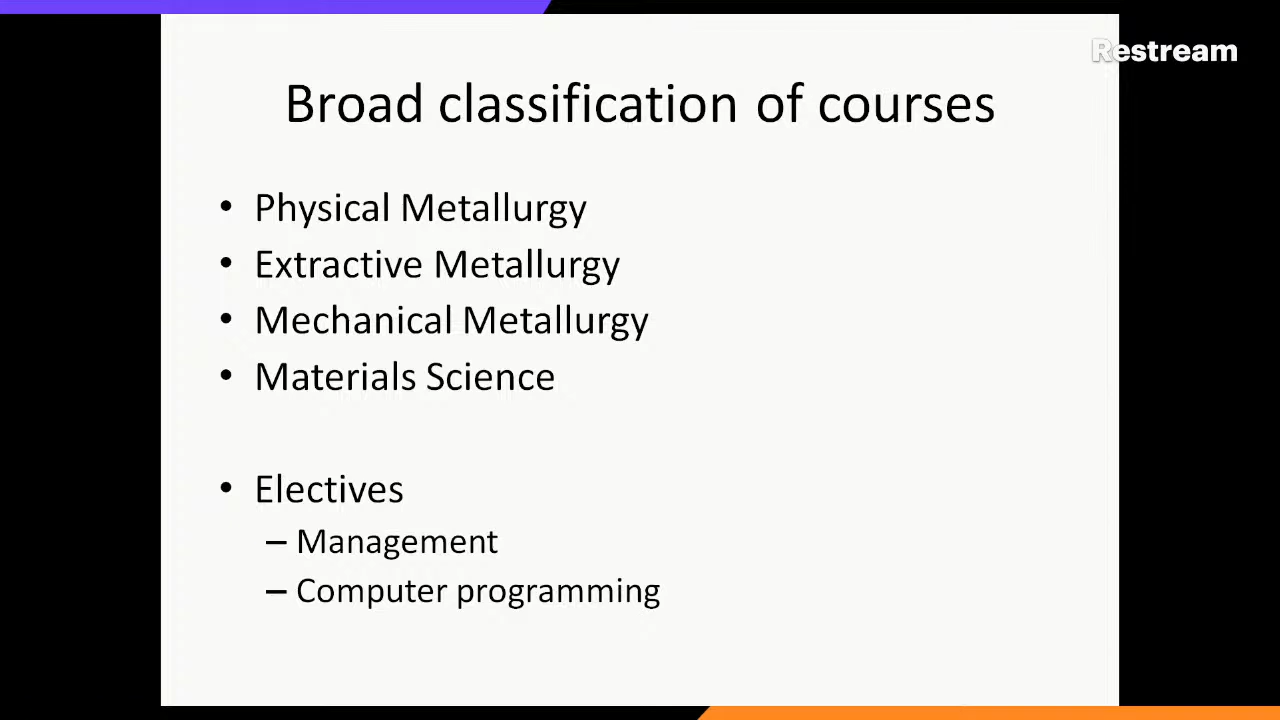 Restream
Broad classification of courses
• Physical Metallurgy
• Extractive Metallurgy
• Mechanical Metallurgy
• Materials Science
• Electives
– Management
– Computer programming